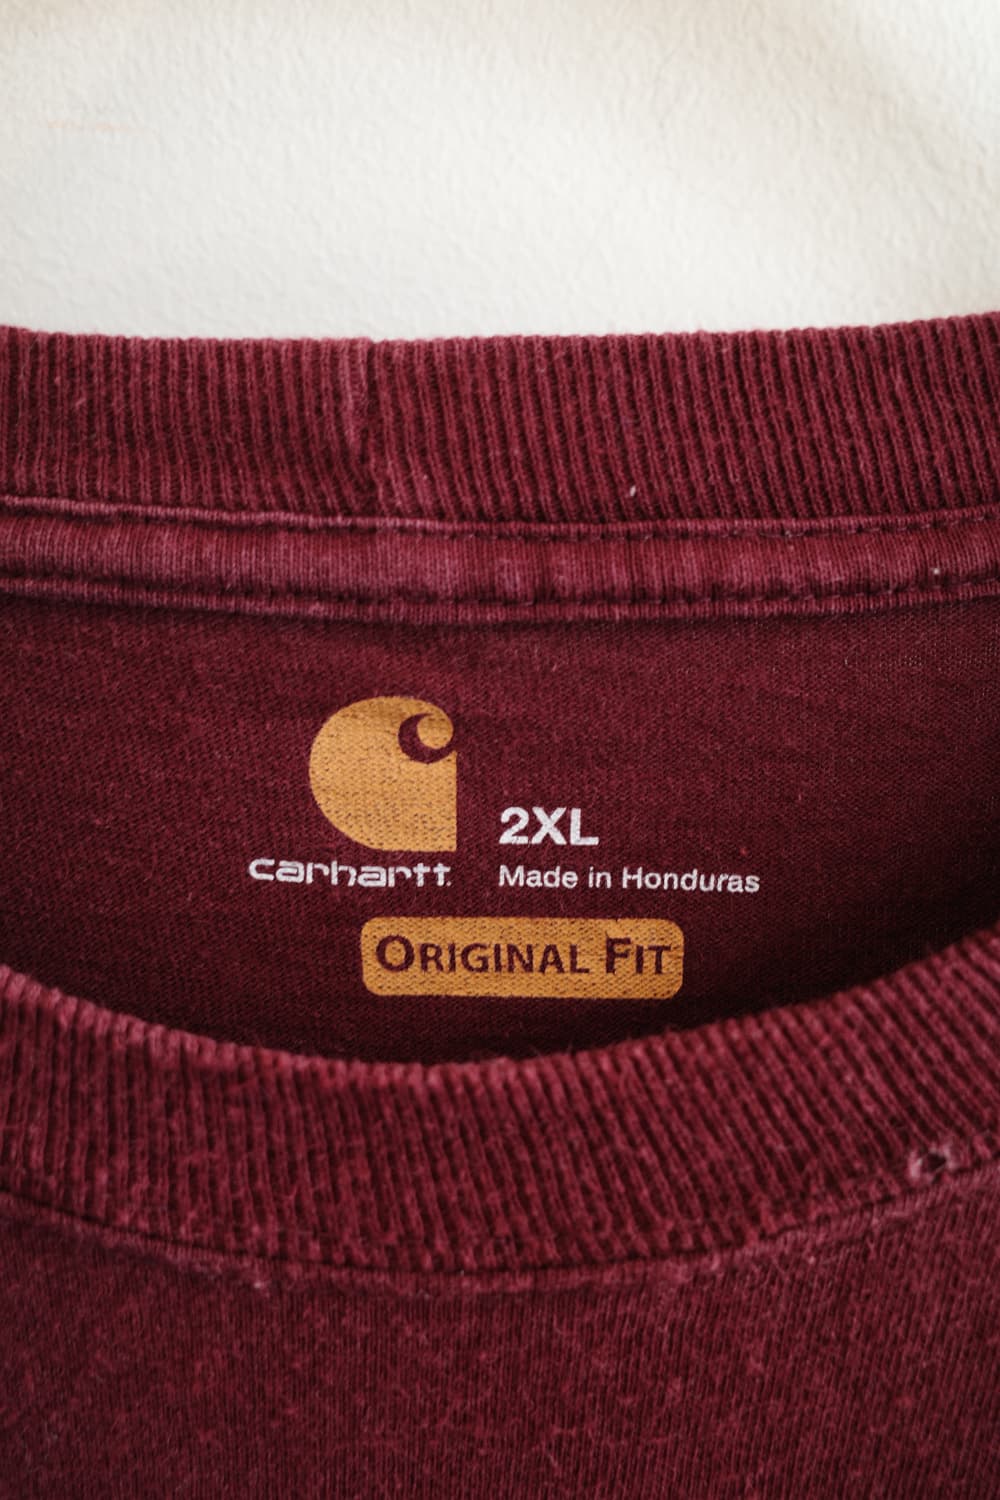 carhartt.
2XL
Made in Honduras
ORIGINAL FIT